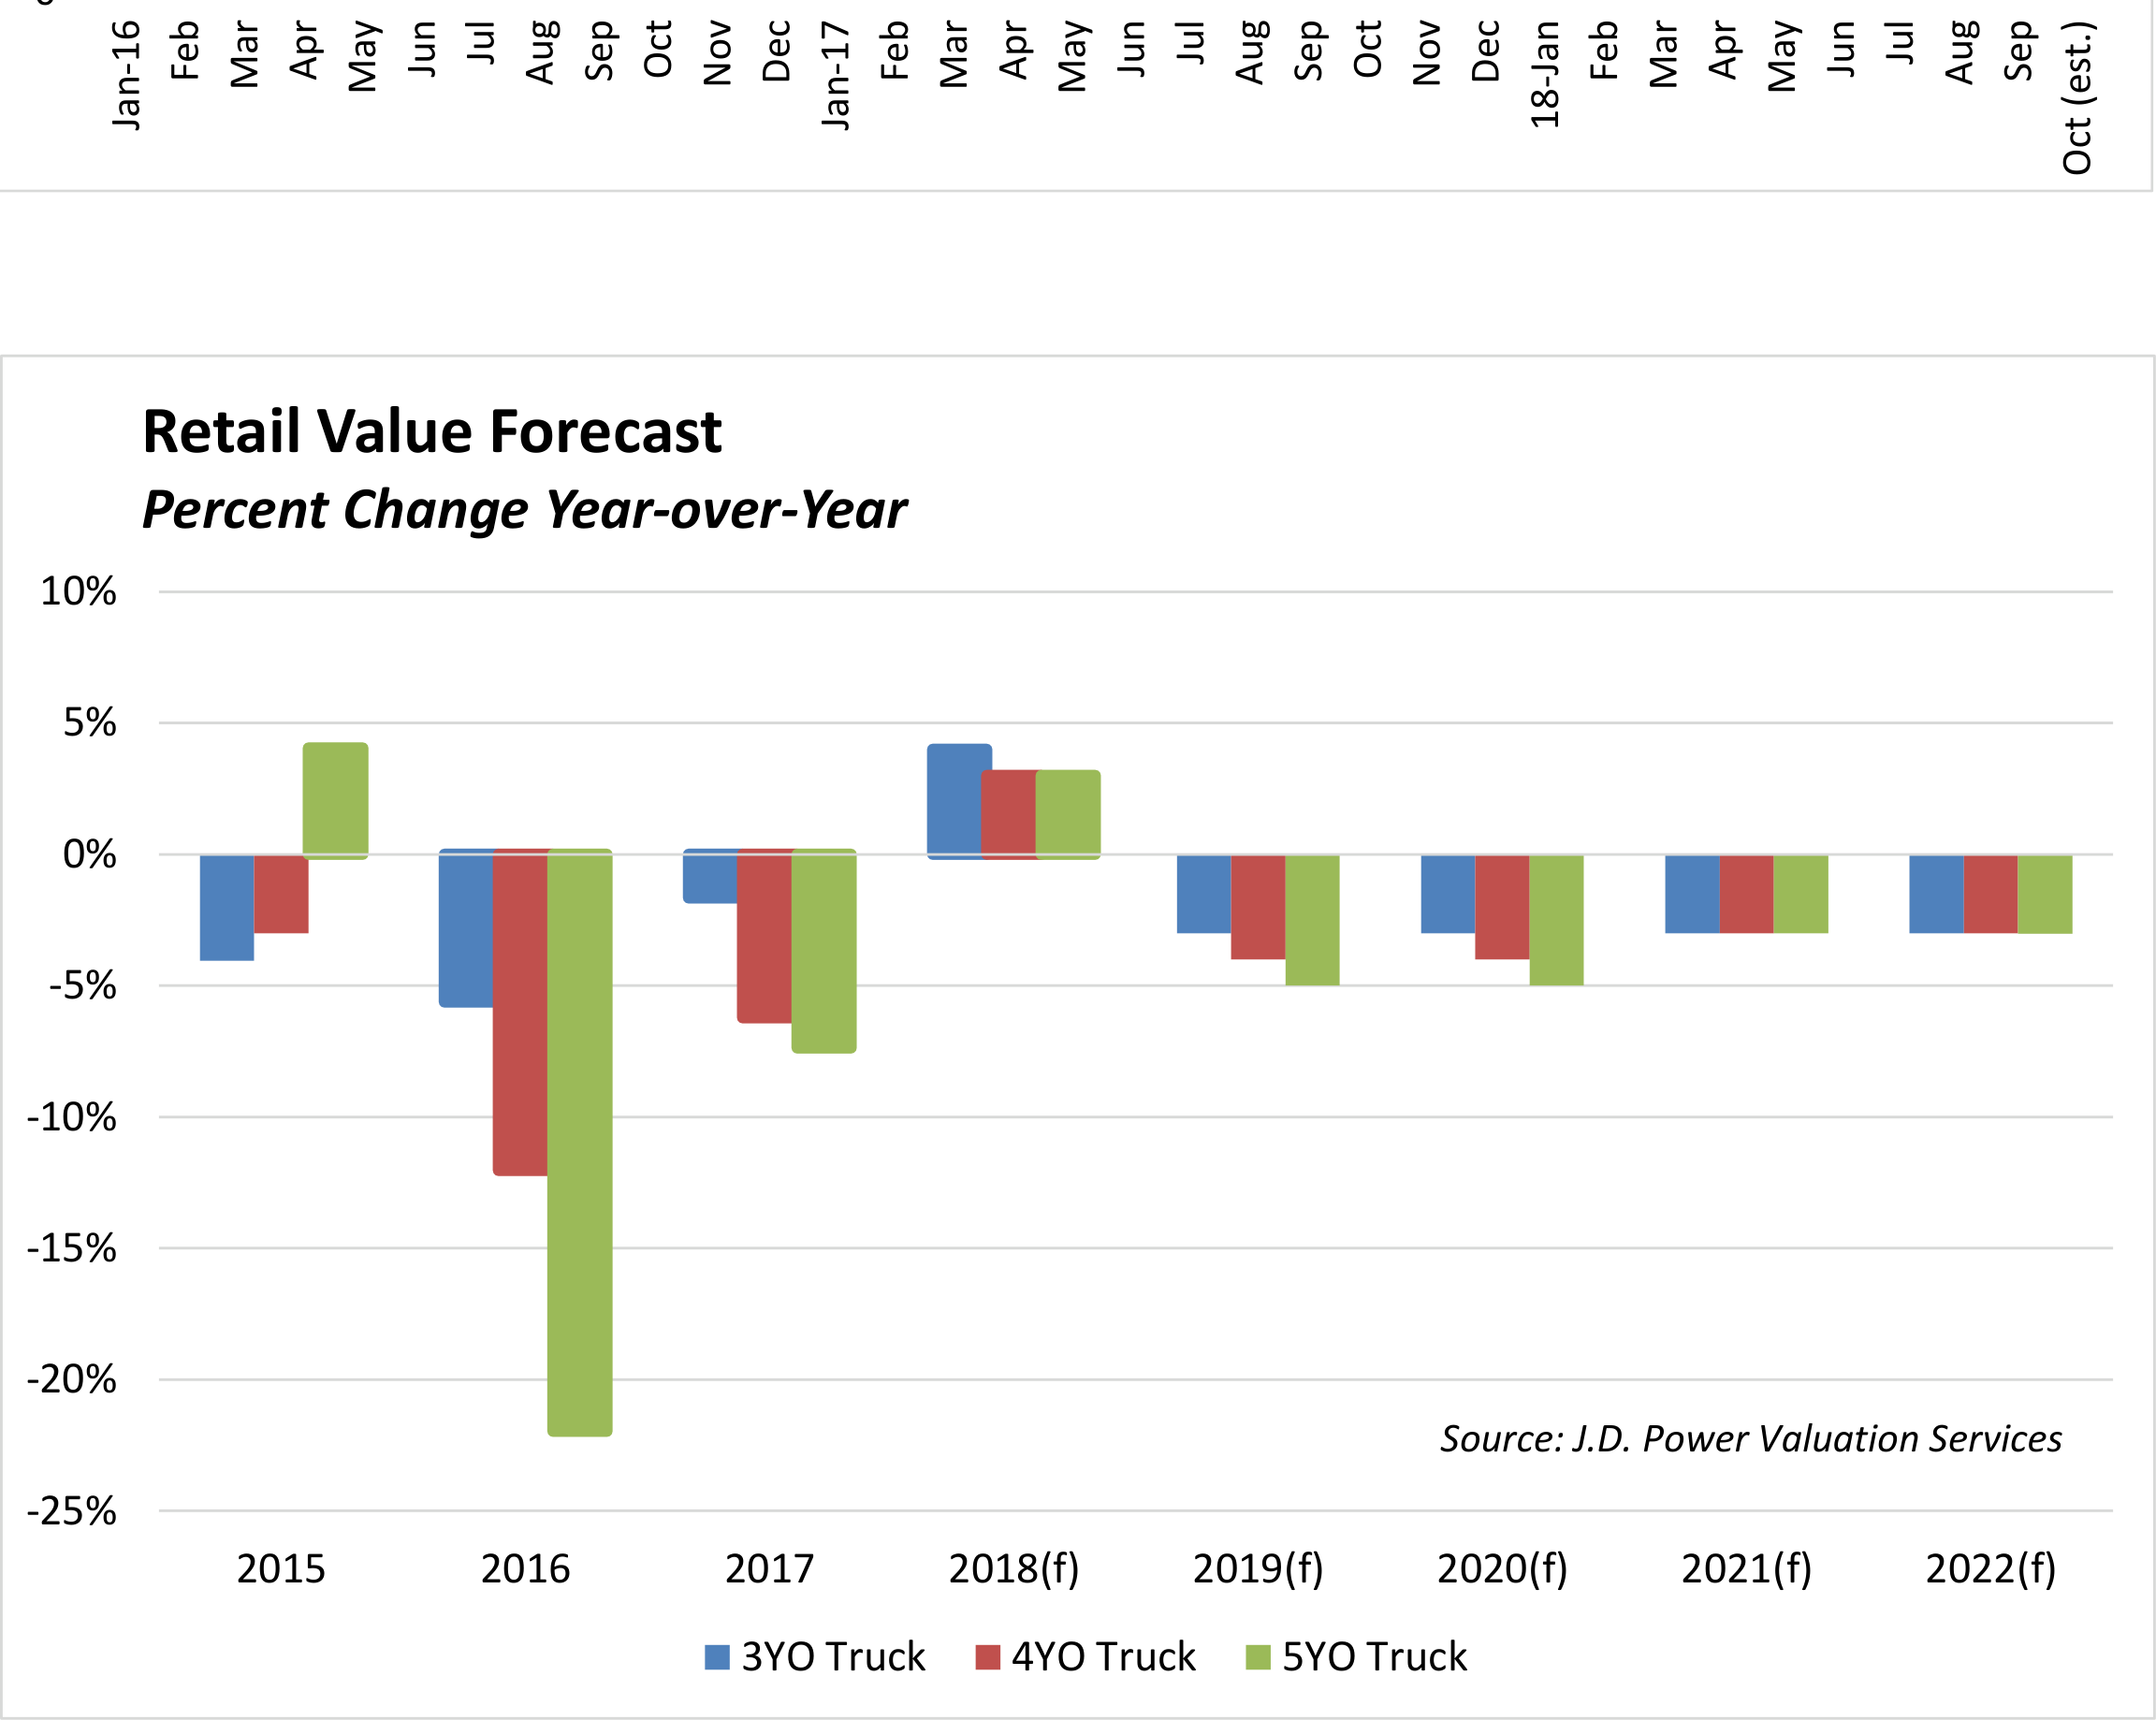 Jan-16
Feb
Mar
Apr
May
Jun
Jul
Aug
Sep
Oct
Nov
Dec
Jan-17
Feb
Mar
Apr
May
Jun
Jul
Aug
Sep
Oct
Nov
Dec
18-Jan
Feb
Mar
Apr
May
Jun
Jul
Aug
Sep
Oct (est.)
Retail Value Forecast
Percent Change Year-over-Year
10%
5%
0%
-5%
-10%
-15%
-20%
-25%
Source: J.D. Power Valuation Services
2015 2016 2017 2018(f) 2019(f) 2020(f) 2021(f) 2022(f)
3YO Truck 4YO Truck 5YO Truck